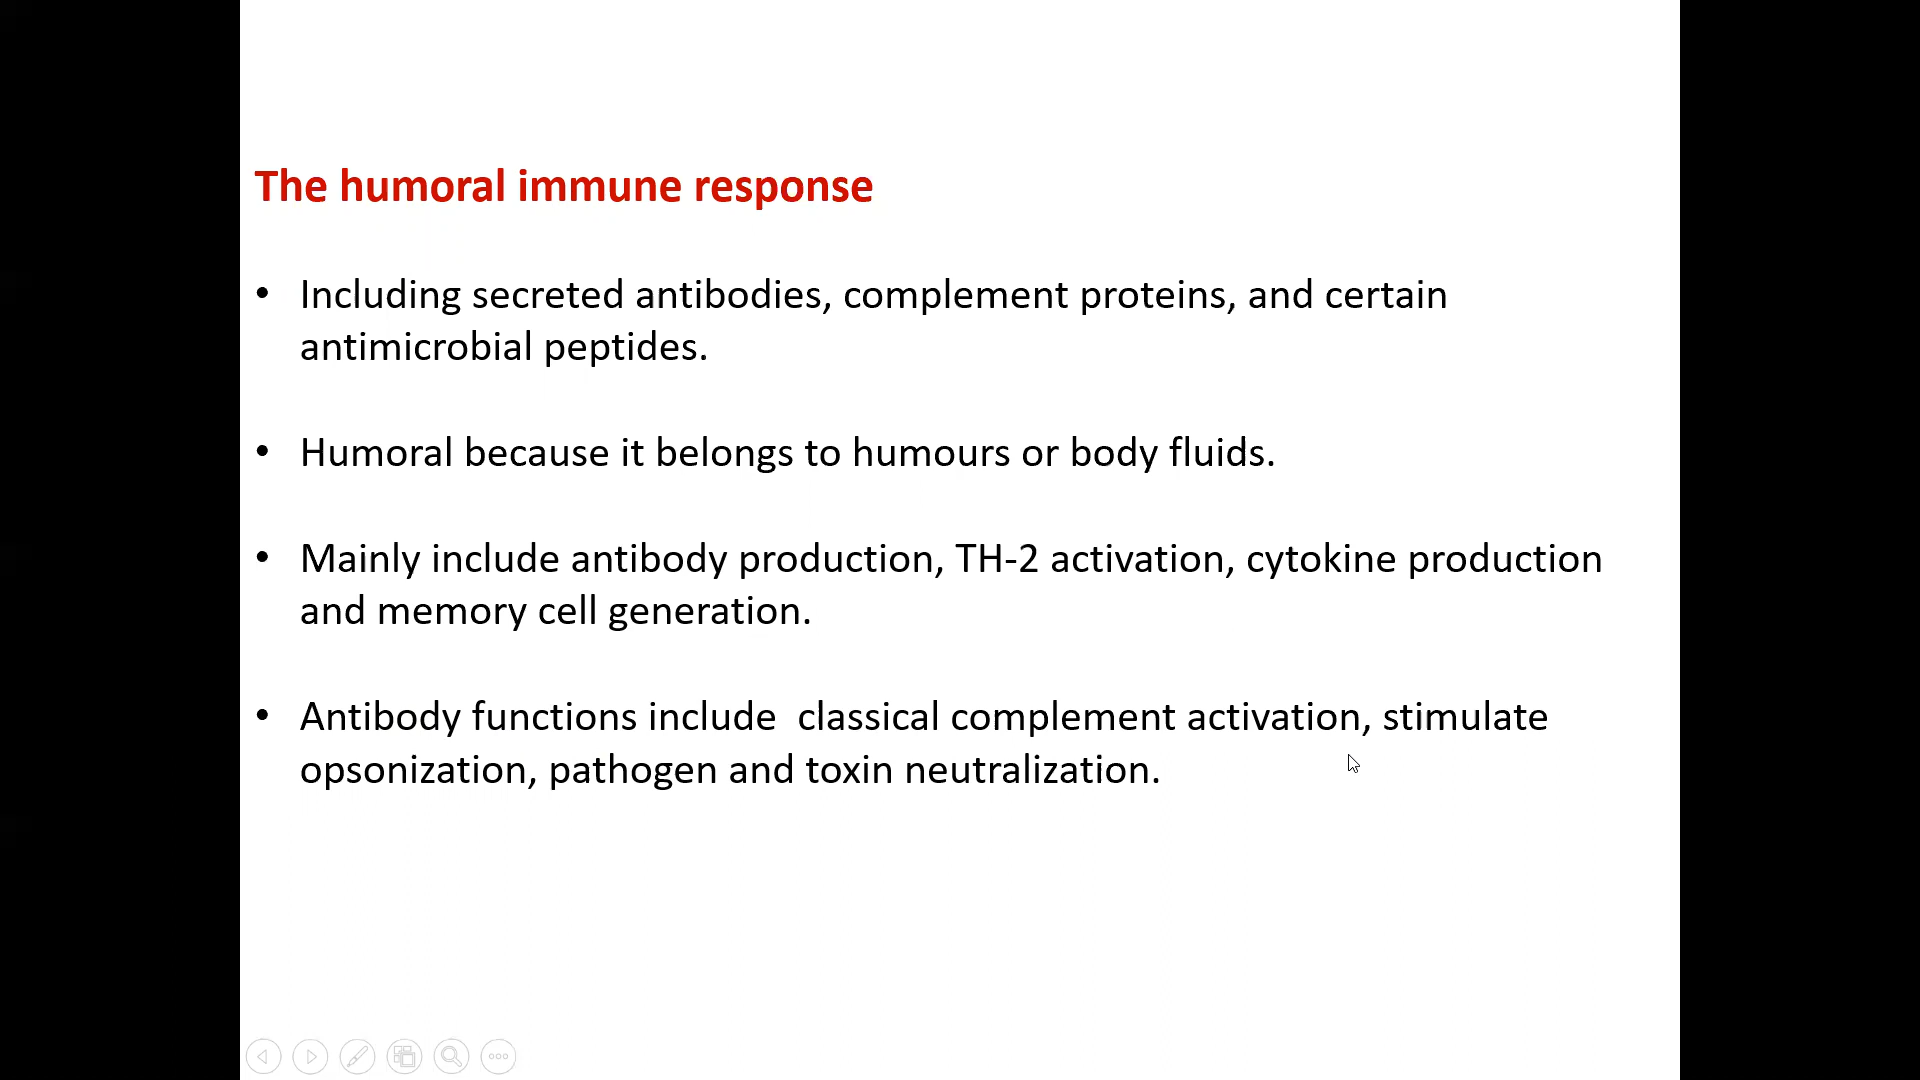 The humoral immune response
• Including secreted antibodies, complement proteins, and certain
antimicrobial peptides.
• Humoral because it belongs to humours or body fluids.
• Mainly include antibody production, TH-2 activation, cytokine production
and memory cell generation.
• Antibody functions include  classical complement activation, stimulate
opsonization, pathogen and toxin neutralization.